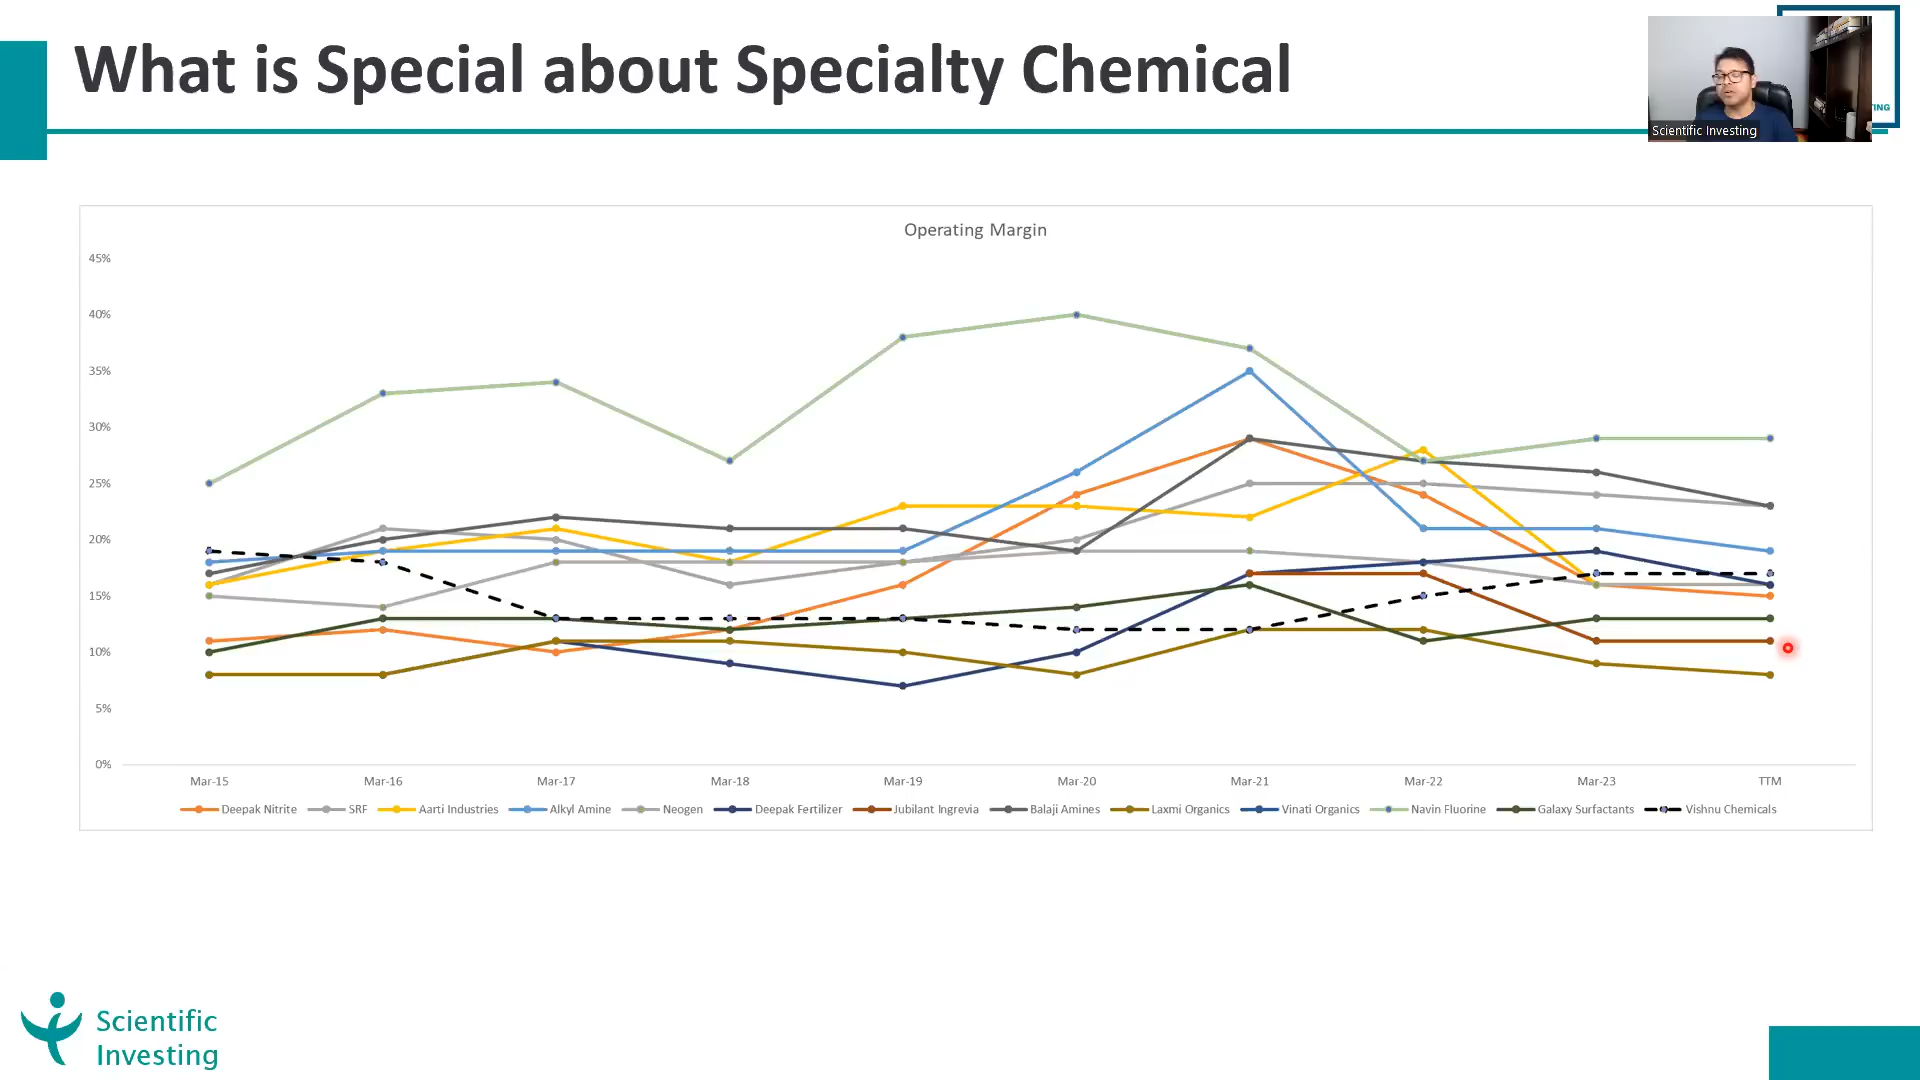 What is Special about Specialty Chemical
TING
Scientific Investing
Operating Margin
45%
40%
35%
30%
25%
20%
15%
10%
5%
0%
Mar-15 Mar-16 Mar-17 Mar-18 Mar-19 Mar-20 Mar-21 Mar-22 Mar-23 TTM
Deepak Nitrite SRF Aarti Industries Alkyl Amine Neogen Deepak Fertilizer Jubilant Ingrevia Balaji Amines Laxmi Organics Vinati Organics Navin Fluorine Galaxy Surfactants Vishnu Chemicals
Scientific
Investing